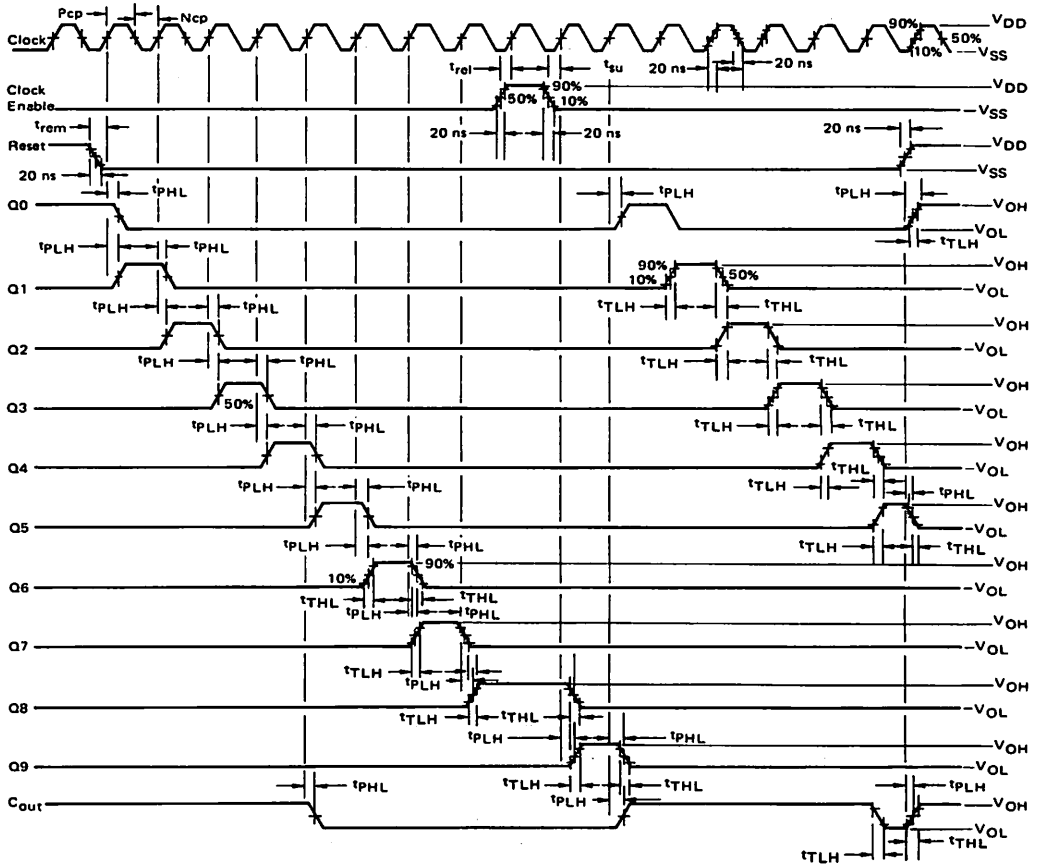 Pcp Ncp VDD
Clock 90% 50%
10% VSS
trel tsu 20 ns 20 ns
VDD
Clock 90%
Enable 50% 10% VSS
trem 20 ns 20 ns 20 ns
Reset VDD
20 ns VSS
tPHL tPLH tPLH
Q0 VOH
VOL
tPLH tPHL tTLH
90% VOH
10% 50%
Q1 VOL
tPLH tPHL tTLH tTHL
VOH
Q2 VOL
tPLH tPHL tTLH tTHL
VOH
50%
Q3 VOL
tPLH tPHL tTLH tTHL
VOH
Q4 tTHL VOL
tPLH tPHL tTLH tPHL
VOH
Q5 VOL
tPLH tPHL tTLH tTHL
90% VOH
10%
Q6 VOL
tTHL tTHL
tPLH tPHL
VOH
Q7 VOL
tTLH tPLH
VOH
Q8 VOL
tTLH tTHL
tPLH tPHL
VOH
Q9 VOL
tPHL tTLH tTHL tPLH
tPLH
Cout VOH
VOL
tTLH tTHL